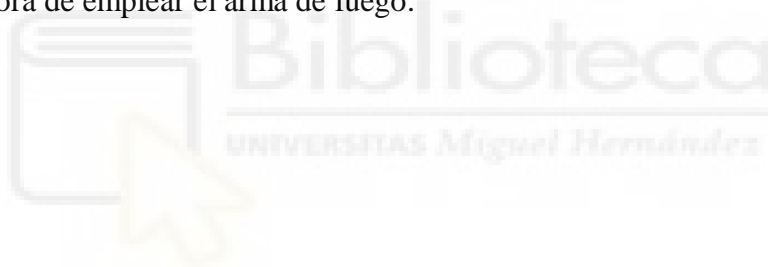 ora de emplear el arma de fuego.
Biblioteca
UNIVERSITAS Miguel Hernández